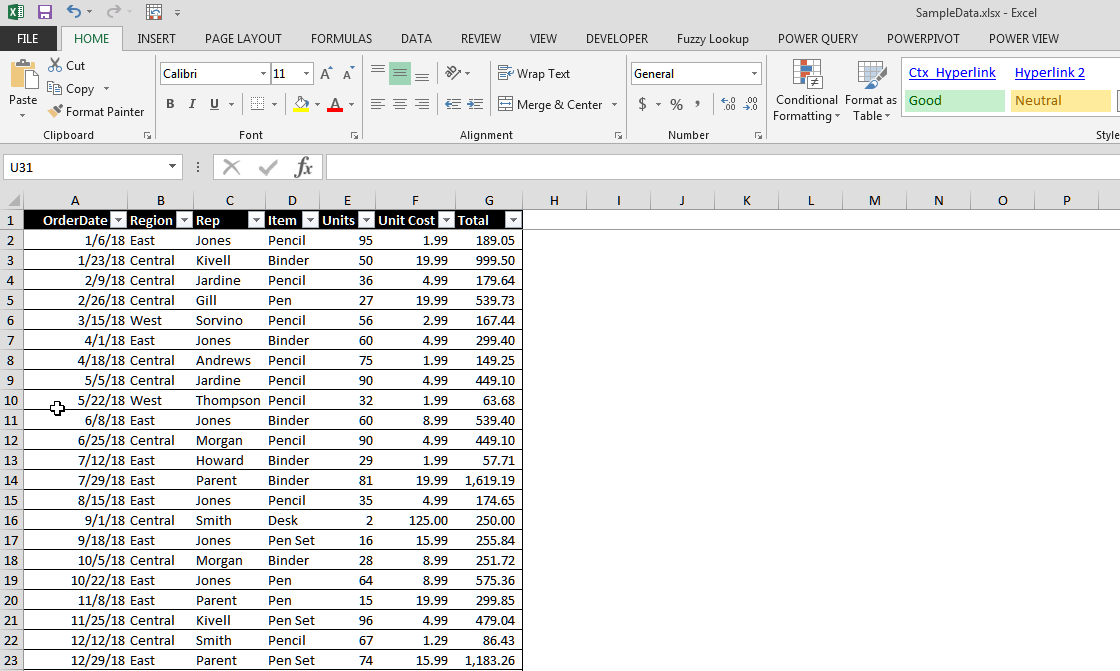 SampleData.xlsx - Excel
FILE HOME INSERT PAGE LAYOUT FORMULAS DATA REVIEW VIEW DEVELOPER Fuzzy Lookup POWER QUERY POWERPIVOT POWER VIEW
Paste
Cut
Copy
Format Painter
Clipboard
Calibri 11
B I U A
Font
Wrap Text
Merge & Center
Alignment
General
$ % ,
Number
Conditional Formatting
Format as Table
Ctx_Hyperlink Hyperlink 2
Good Neutral
Style
U31 fx
A B C D E F G H I J K L M N O P
1 OrderDate Region Rep Item Units Unit Cost Total
2 1/6/18 East Jones Pencil 95 1.99 189.05
3 1/23/18 Central Kivell Binder 50 19.99 999.50
4 2/9/18 Central Jardine Pencil 36 4.99 179.64
5 2/26/18 Central Gill Pen 27 19.99 539.73
6 3/15/18 West Sorvino Pencil 56 2.99 167.44
7 4/1/18 East Jones Binder 60 4.99 299.40
8 4/18/18 Central Andrews Pencil 75 1.99 149.25
9 5/5/18 Central Jardine Pencil 90 4.99 449.10
10 5/22/18 West Thompson Pencil 32 1.99 63.68
11 6/8/18 East Jones Binder 60 8.99 539.40
12 6/25/18 Central Morgan Pencil 90 4.99 449.10
13 7/12/18 East Howard Binder 29 1.99 57.71
14 7/29/18 East Parent Binder 81 19.99 1,619.19
15 8/15/18 East Jones Pencil 35 4.99 174.65
16 9/1/18 Central Smith Desk 2 125.00 250.00
17 9/18/18 East Jones Pen Set 16 15.99 255.84
18 10/5/18 Central Morgan Binder 28 8.99 251.72
19 10/22/18 East Jones Pen 64 8.99 575.36
20 11/8/18 East Parent Pen 15 19.99 299.85
21 11/25/18 Central Kivell Pen Set 96 4.99 479.04
22 12/12/18 Central Smith Pencil 67 1.29 86.43
23 12/29/18 East Parent Pen Set 74 15.99 1,183.26